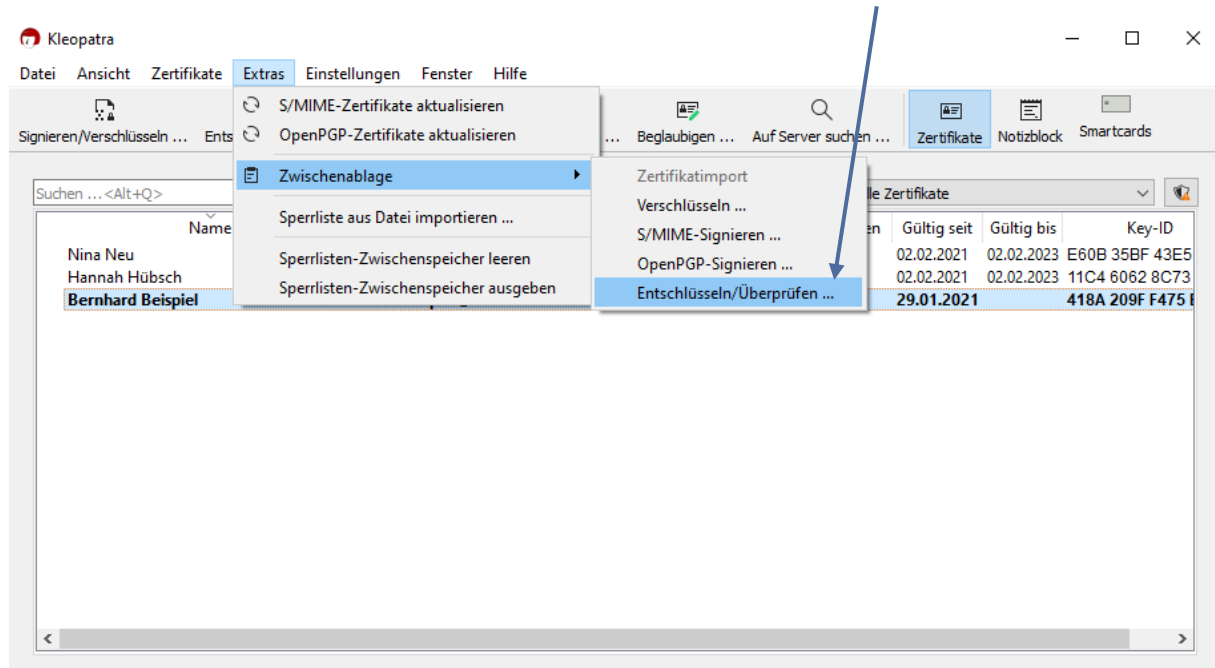 Kleopatra
Datei Ansicht Zertifikate Extras Einstellungen Fenster Hilfe
Signieren/Verschlüsseln ... Ents ... Beglaubigen ... Auf Server suchen ... Zertifikate Notizblock Smartcards
S/MIME-Zertifikate aktualisieren
OpenPGP-Zertifikate aktualisieren
Zwischenablage
Sperrliste aus Datei importieren ...
Sperrlisten-Zwischenspeicher leeren
Sperrlisten-Zwischenspeicher ausgeben
Zertifikatimport
Verschlüsseln ...
S/MIME-Signieren ...
OpenPGP-Signieren ...
Entschlüsseln/Überprüfen ...
Suchen ...<Alt+Q> lle Zertifikate
Name en Gültig seit Gültig bis Key-ID
Nina Neu 02.02.2021 02.02.2023 E60B 35BF 43E5
Hannah Hübsch 02.02.2021 02.02.2023 11C4 6062 8C73
Bernhard Beispiel 29.01.2021 418A 209F F475